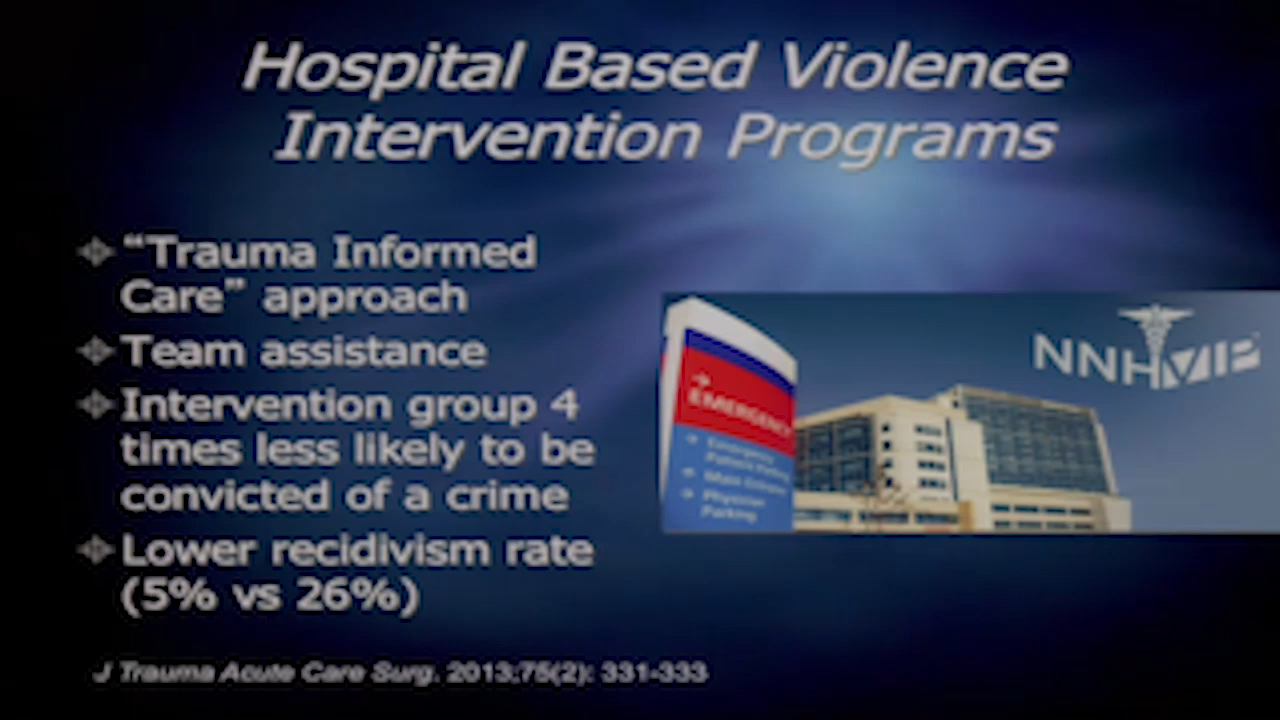 Hospital Based Violence
Intervention Programs
“Trauma Informed
Care” approach
Team assistance
Intervention group 4
times less likely to be
convicted of a crime
Lower recidivism rate
(5% vs 26%)
NNHVIP
EMERGENCY
Emergency
Patient Parking
Main Entrance
Physician
Parking
J Trauma Acute Care Surg. 2013;75(2): 331-333